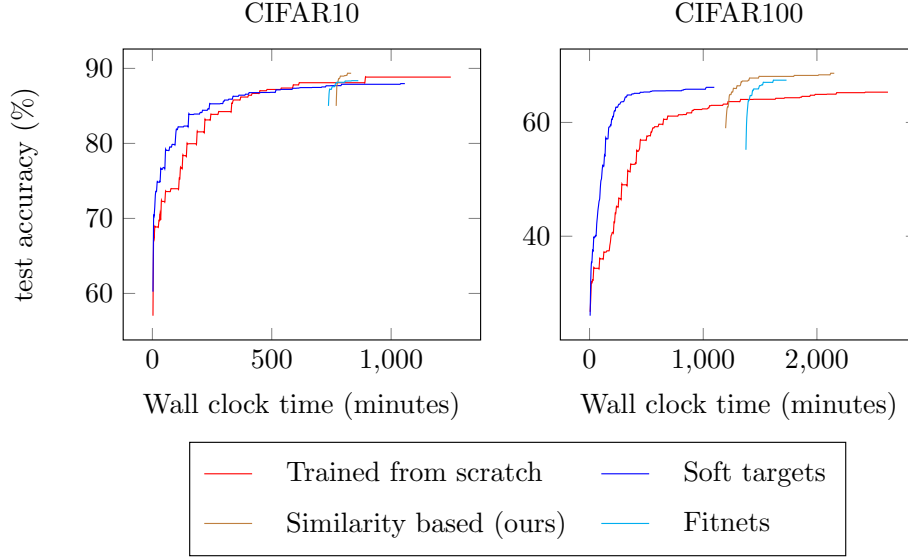 CIFAR10
CIFAR100
test accuracy (%)
90
80
70
60
0
500
1,000
Wall clock time (minutes)
60
40
0
1,000
2,000
Wall clock time (minutes)
Trained from scratch
Soft targets
Similarity based (ours)
Fitnets